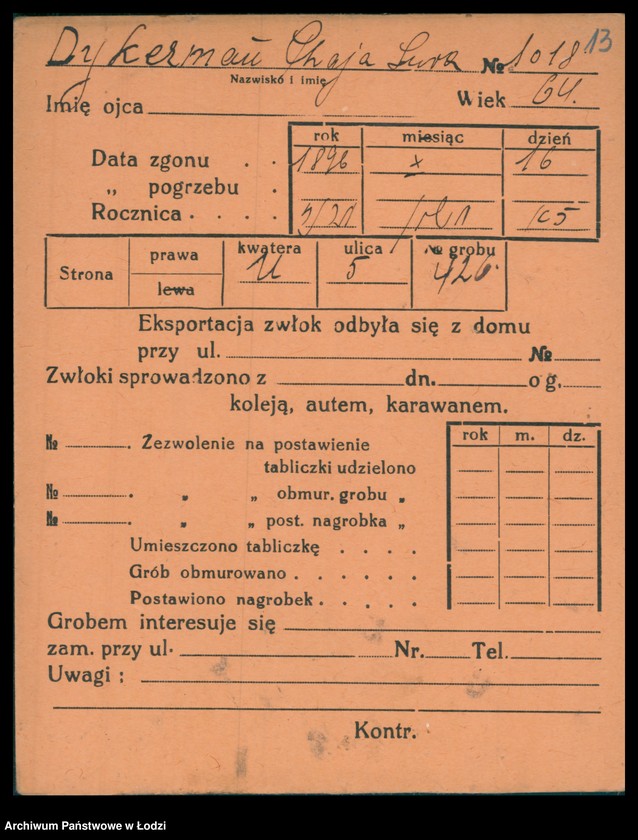 Dykerman Chaja Sura № 1018 13
Nazwisko i imię
Imię ojca Wiek 64.
rok miesiąc dzień
Data zgonu . . 1896 x 16
„ pogrzebu .
Rocznica . . . .
Strona prawa lewa kwatera U ulica 5 № grobu 426.
Eksportacja zwłok odbyła się z domu
przy ul. №
Zwłoki sprowadzono z dn. o g.
koleją, autem, karawanem.
rok m. dz.
№ . Zezwolenie na postawienie
tabliczki udzielono
№ . „ „ obmur. grobu „
№ . „ „ post. nagrobka „
Umieszczono tabliczkę . . . .
Grób obmurowano . . . . . .
Postawiono nagrobek . . . . .
Grobem interesuje się
zam. przy ul. Nr. Tel.
Uwagi :
Kontr.
Archiwum Państwowe w Łodzi